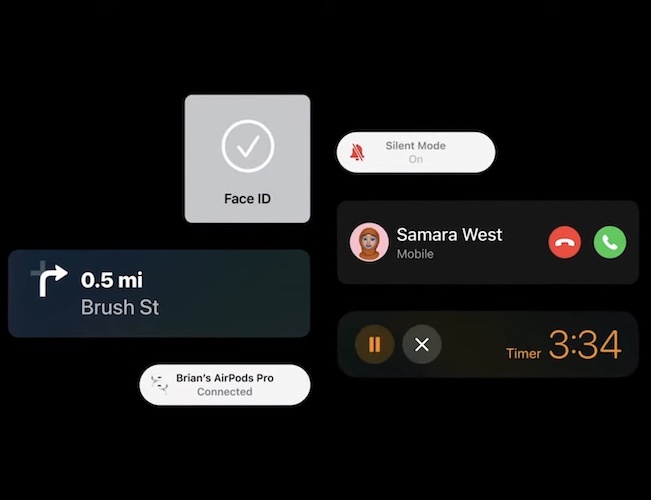 Face ID
Silent Mode
On
Samara West
Mobile
0.5 mi
Brush St
Timer 3:34
Brian's AirPods Pro
Connected